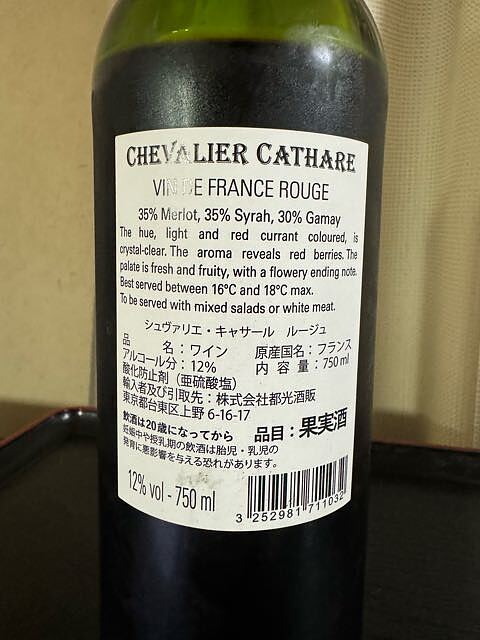 CHEVALIER CATHARE
VIN DE FRANCE ROUGE
35% Merlot, 35% Syrah, 30% Gamay
The hue, light and red currant coloured, is
crystal-clear. The aroma reveals red berries. The
palate is fresh and fruity, with a flowery ending note.
Best served between 16°C and 18°C max.
To be served with mixed salads or white meat.
シュヴァリエ・キャサール ルージュ
品 名：ワイン 原産国名：フランス
アルコール分：12% 内 容 量：750 ml
酸化防止剤（亜硫酸塩）
輸入者及び引取先：株式会社都光酒販
東京都台東区上野 6-16-17
飲酒は20歳になってから 品目：果実酒
妊娠中や授乳期の飲酒は胎児・乳児の
発育に悪影響を与える恐れがあります。
12% vol - 750 ml
3 252981 711032